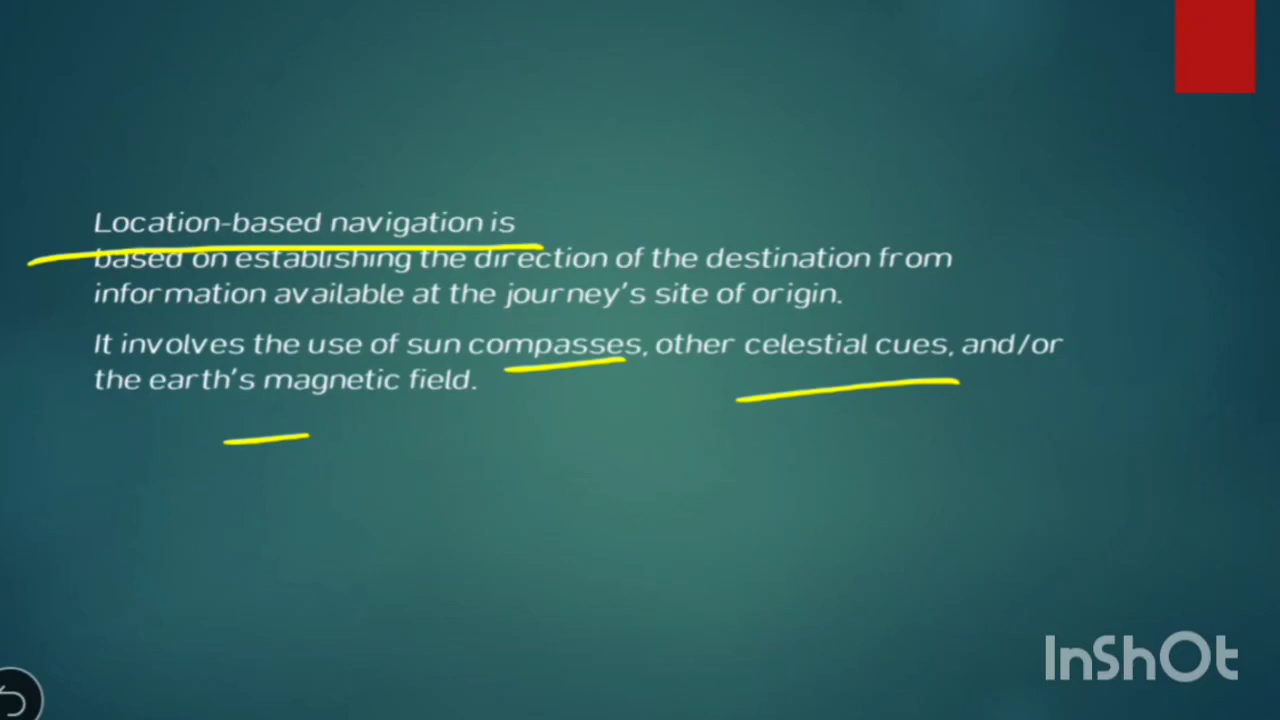 Location-based navigation is
based on establishing the direction of the destination from
information available at the journey's site of origin.
It involves the use of sun compasses, other celestial cues, and/or
the earth's magnetic field.
InShOt